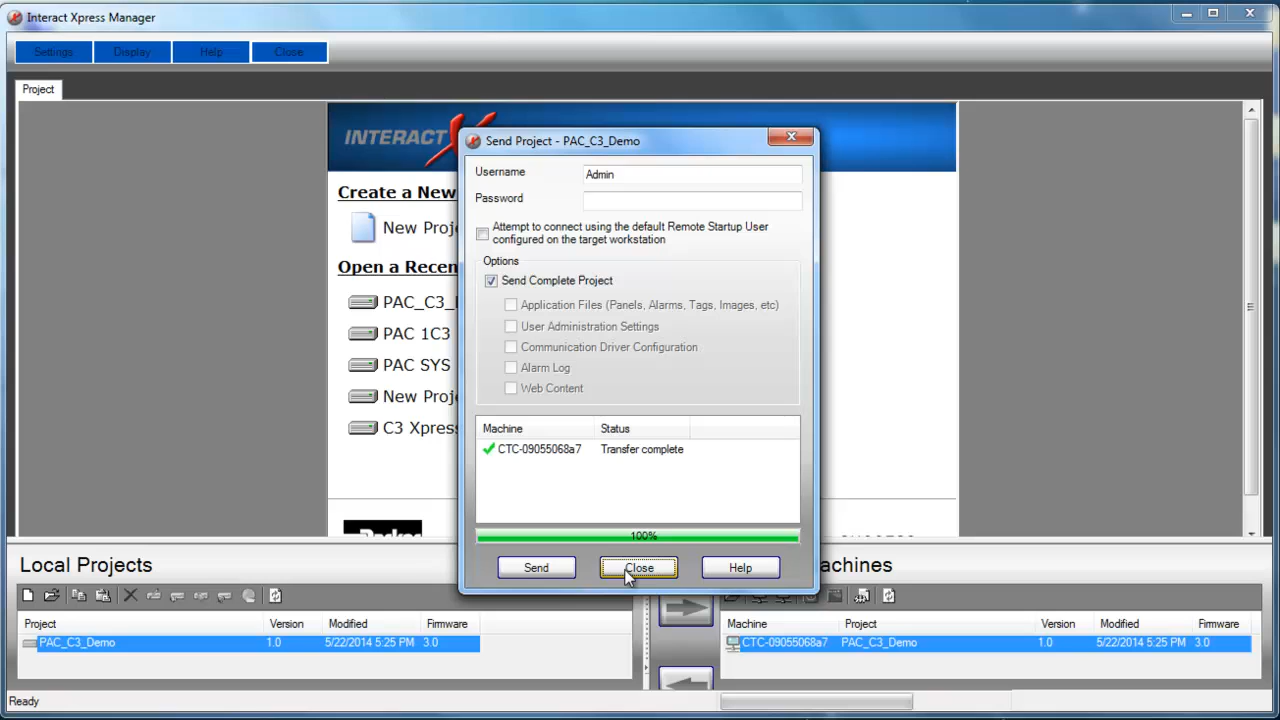 Interact Xpress Manager
Settings
Display
Help
Close
Project
INTERACT X
Create a New
New Proj
Open a Recen
PAC_C3_
PAC 1C3
PAC SYS
New Proj
C3 Xpres
Send Project - PAC_C3_Demo
Username
Admin
Password
Attempt to connect using the default Remote Startup User
configured on the target workstation
Options
Send Complete Project
Application Files (Panels, Alarms, Tags, Images, etc)
User Administration Settings
Communication Driver Configuration
Alarm Log
Web Content
Machine Status
CTC-09055068a7 Transfer complete
100%
Send Close Help
Local Projects
achines
Project Version Modified Firmware
PAC_C3_Demo 1.0 5/22/2014 5:25 PM 3.0
Machine Project Version Modified Firmware
CTC-09055068a7 PAC_C3_Demo 1.0 5/22/2014 5:25 PM 3.0
Ready